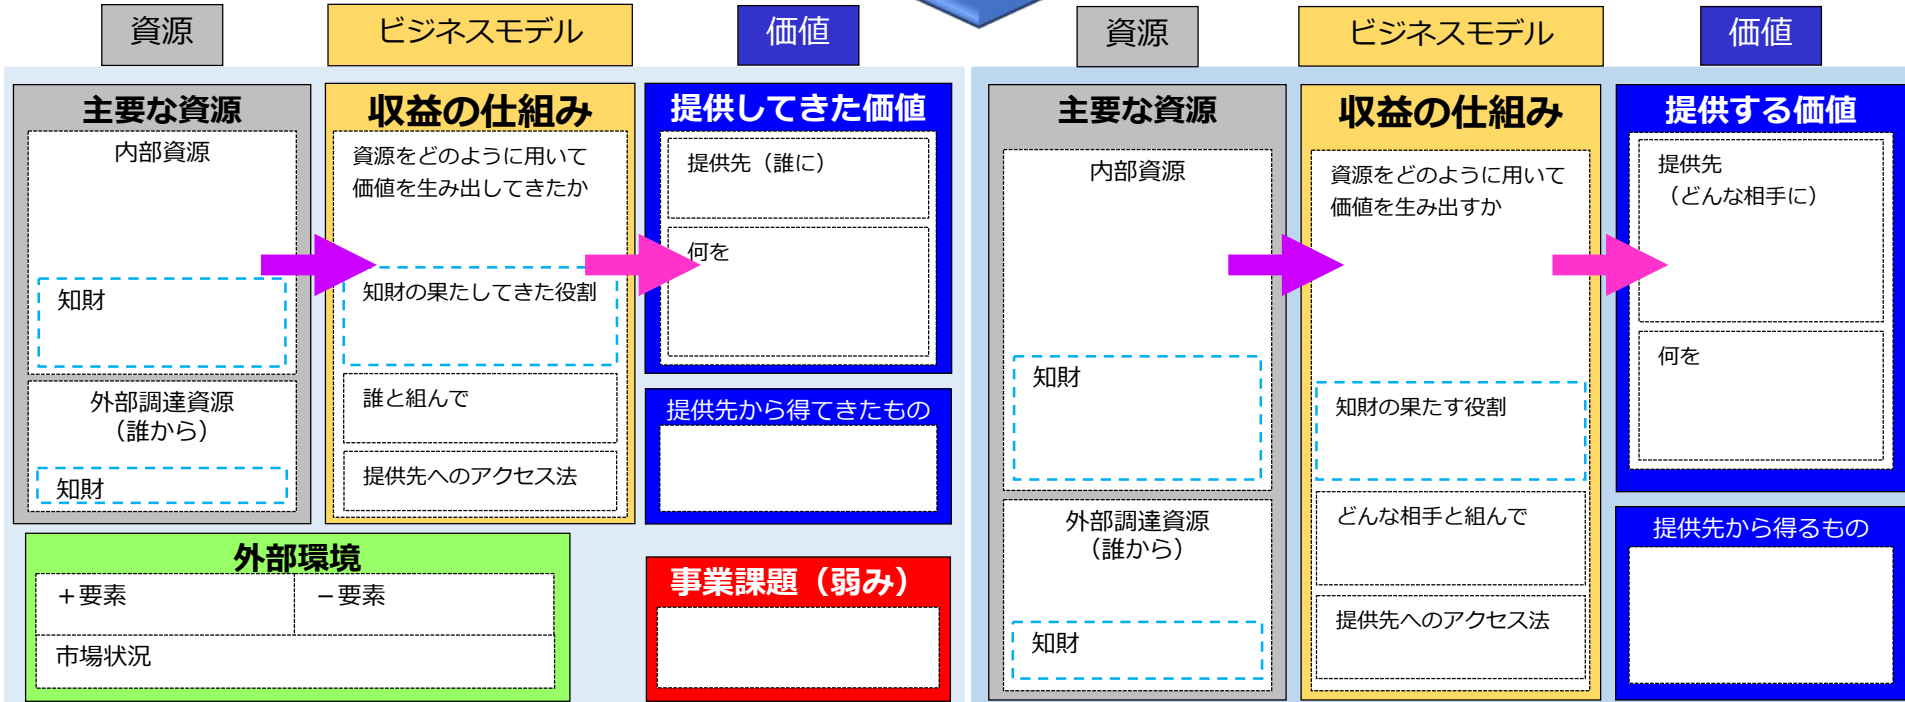 資源
ビジネスモデル
価値
主要な資源
内部資源
知財
外部調達資源
（誰から）
知財
収益の仕組み
資源をどのように用いて
価値を生み出してきたか
知財の果たしてきた役割
誰と組んで
提供先へのアクセス法
提供してきた価値
提供先（誰に）
何を
提供先から得てきたもの
外部環境
＋要素
－要素
市場状況
事業課題（弱み）
資源
ビジネスモデル
価値
主要な資源
内部資源
知財
外部調達資源
（誰から）
知財
収益の仕組み
資源をどのように用いて
価値を生み出すか
知財の果たす役割
どんな相手と組んで
提供先へのアクセス法
提供する価値
提供先
（どんな相手に）
何を
提供先から得るもの